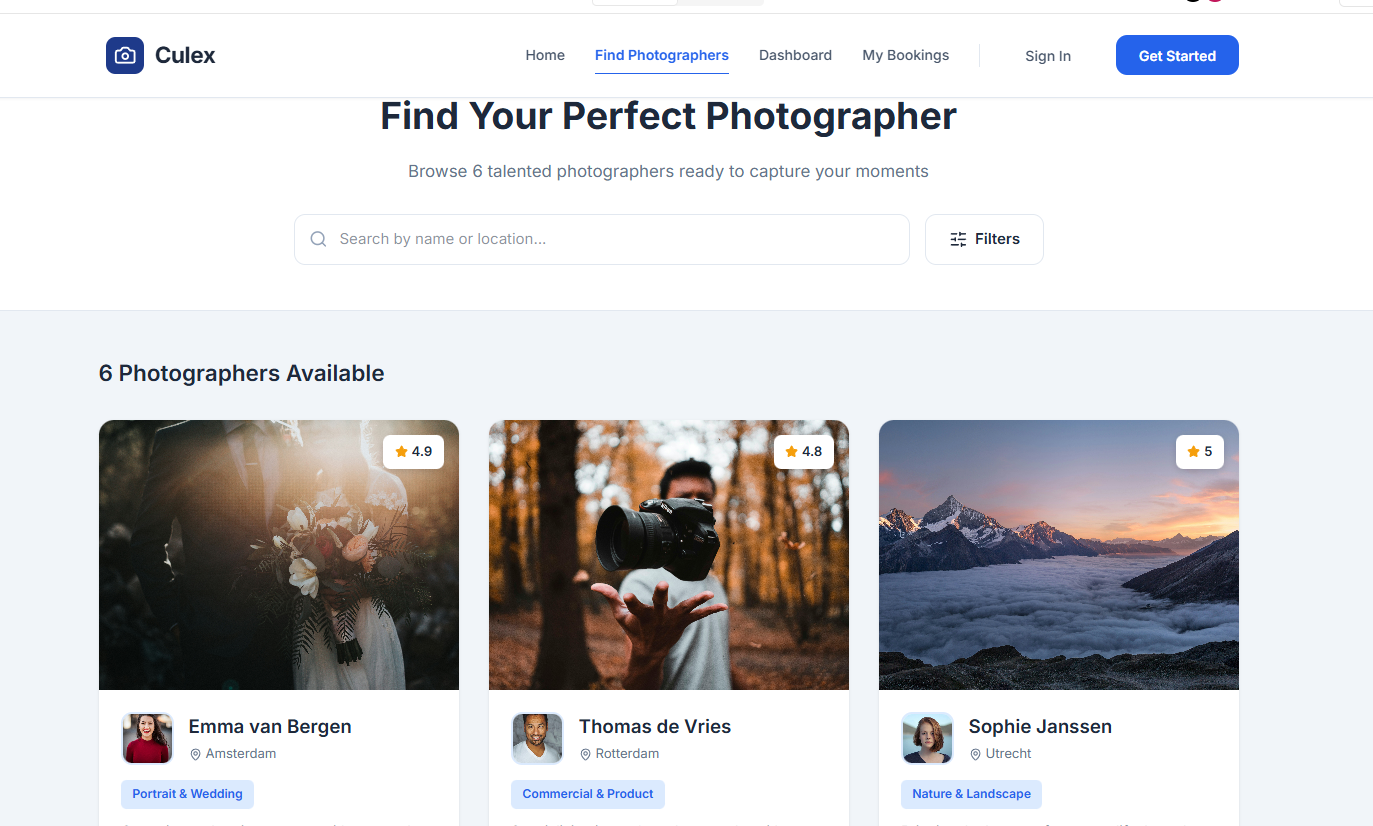 Culex
Home
Find Photographers
Dashboard
My Bookings
Sign In
Get Started
Find Your Perfect Photographer
Browse 6 talented photographers ready to capture your moments
Search by name or location...
Filters
6 Photographers Available
4.9
4.8
5
Emma van Bergen
Amsterdam
Portrait & Wedding
Thomas de Vries
Rotterdam
Commercial & Product
Sophie Janssen
Utrecht
Nature & Landscape